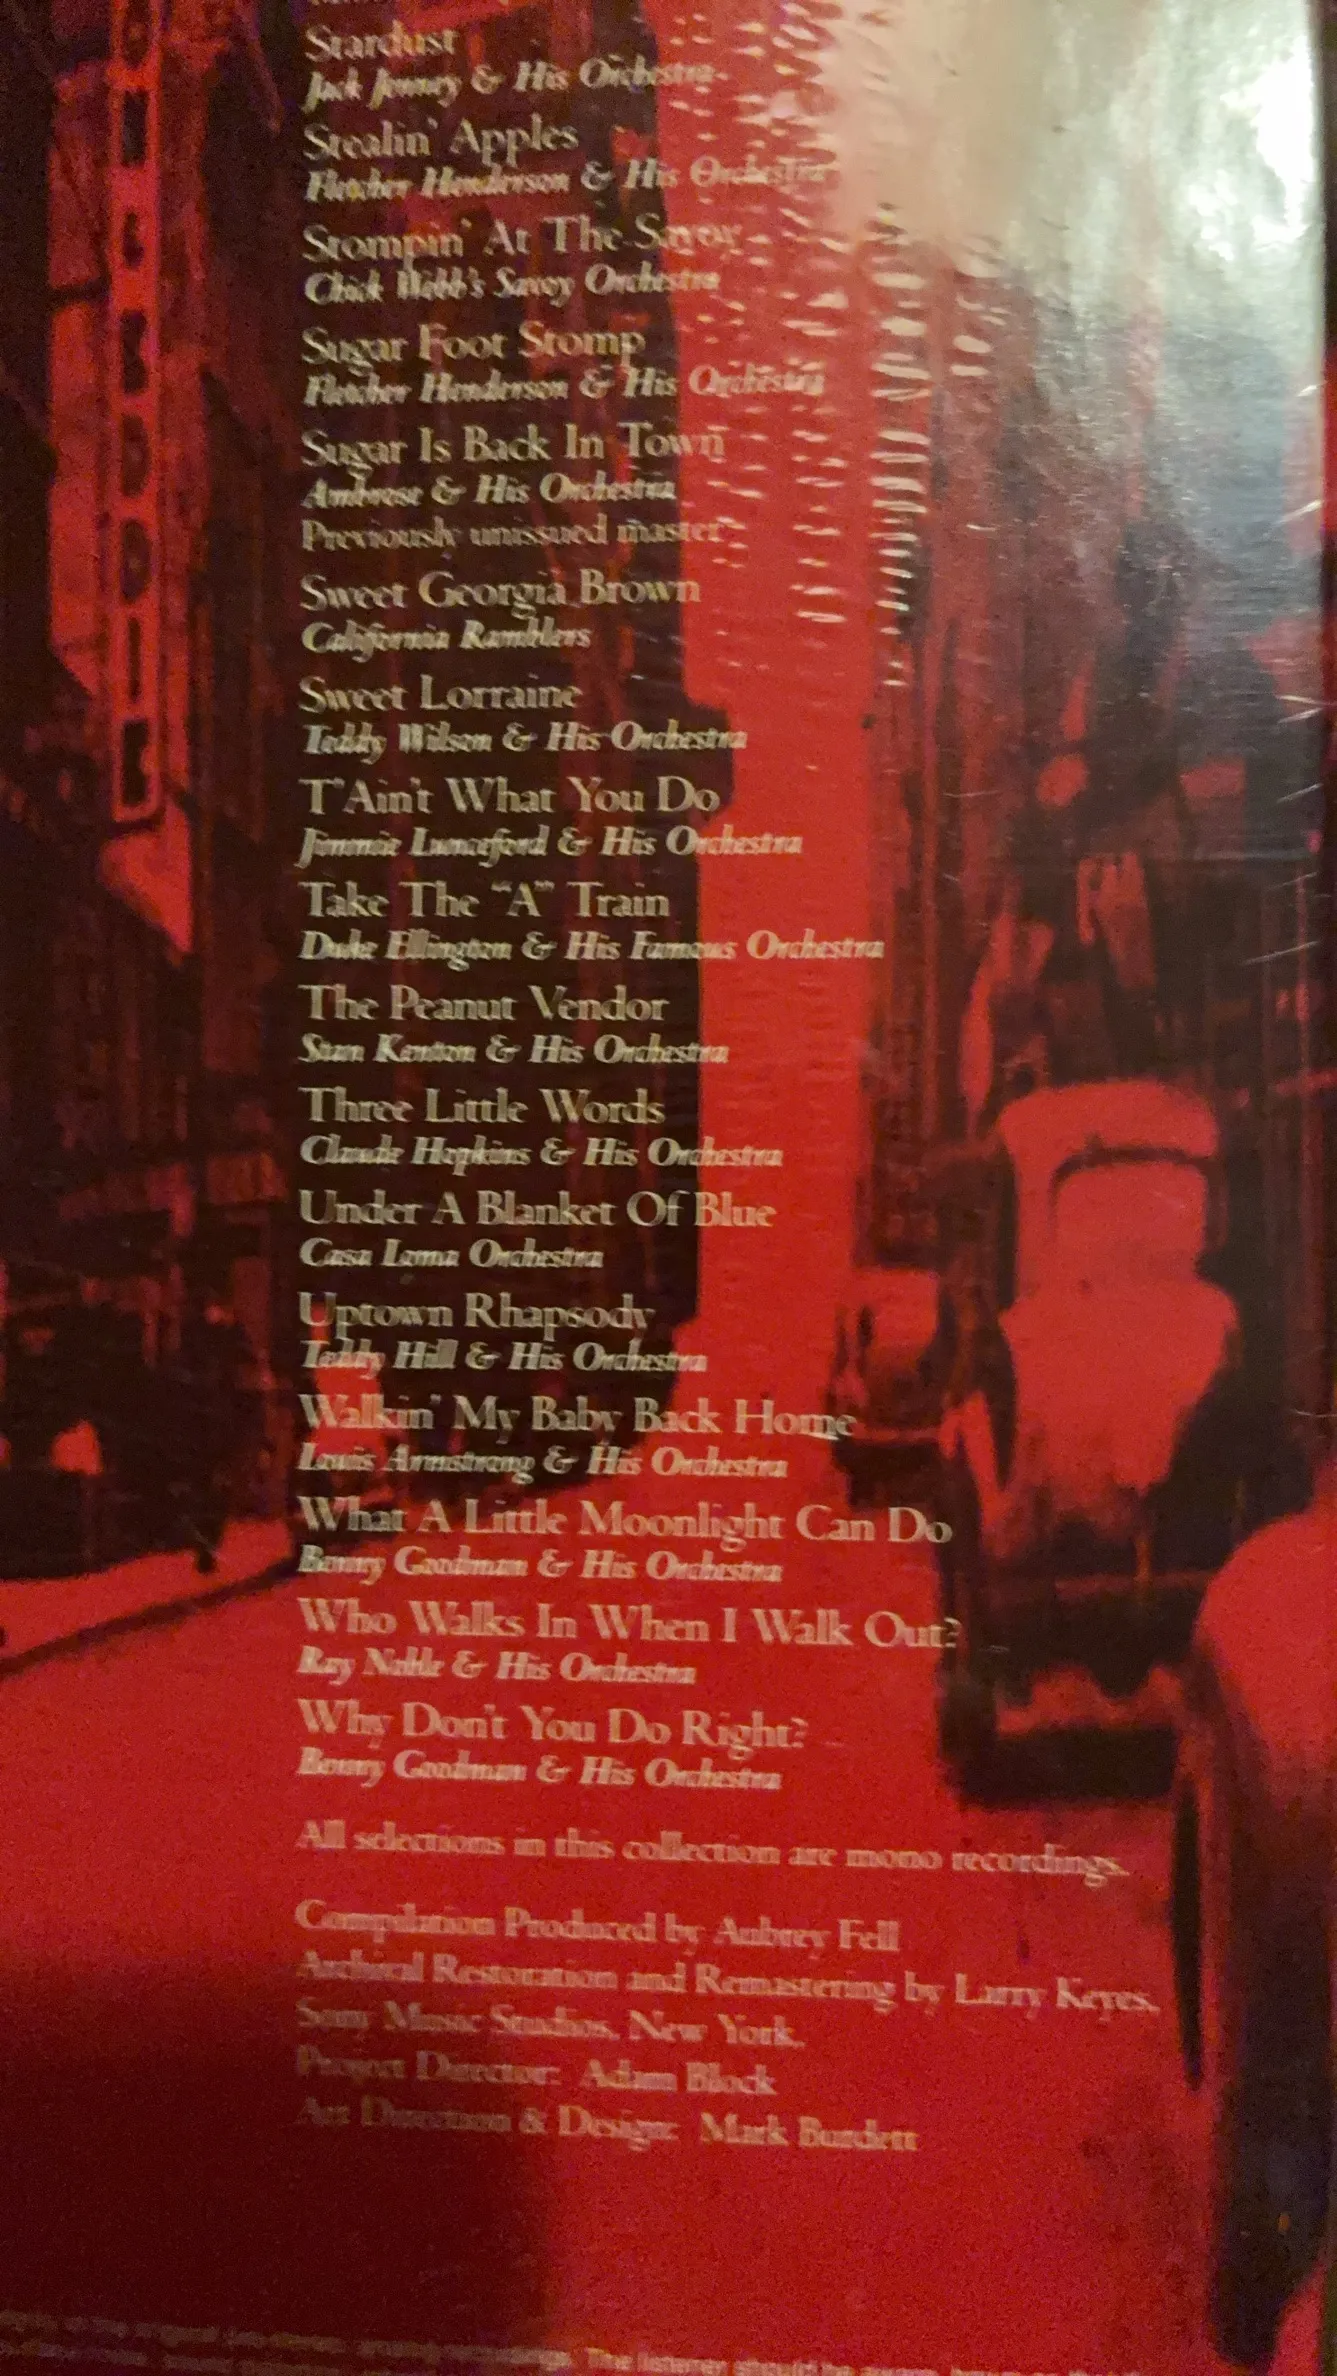 Stardust
Jack Jenney & His Orchestra
Stealin' Apples
Fletcher Henderson & His Orchestra
Stompin' At The Savoy
Chick Webb's Savoy Orchestra
Sugar Foot Stomp
Fletcher Henderson & His Orchestra
Sugar Is Back In Town
Ambrose & His Orchestra
Previously unissued master
Sweet Georgia Brown
California Ramblers
Sweet Lorraine
Teddy Wilson & His Orchestra
T'Ain't What You Do
Jimmie Lunceford & His Orchestra
Take The "A" Train
Duke Ellington & His Famous Orchestra
The Peanut Vendor
Stan Kenton & His Orchestra
Three Little Words
Claude Hopkins & His Orchestra
Under A Blanket Of Blue
Casa Loma Orchestra
Uptown Rhapsody
Teddy Hill & His Orchestra
Walkin' My Baby Back Home
Louis Armstrong & His Orchestra
What A Little Moonlight Can Do
Benny Goodman & His Orchestra
Who Walks In When I Walk Out?
Ray Noble & His Orchestra
Why Don't You Do Right?
Benny Goodman & His Orchestra
All selections in this collection are mono recordings.
Compilation Produced by Aubrey Fell
Archival Restoration and Remastering by Larry Keyes,
Sony Music Studios, New York.
Project Director: Adam Block
Art Direction & Design: Mark Burdett
The listener should be